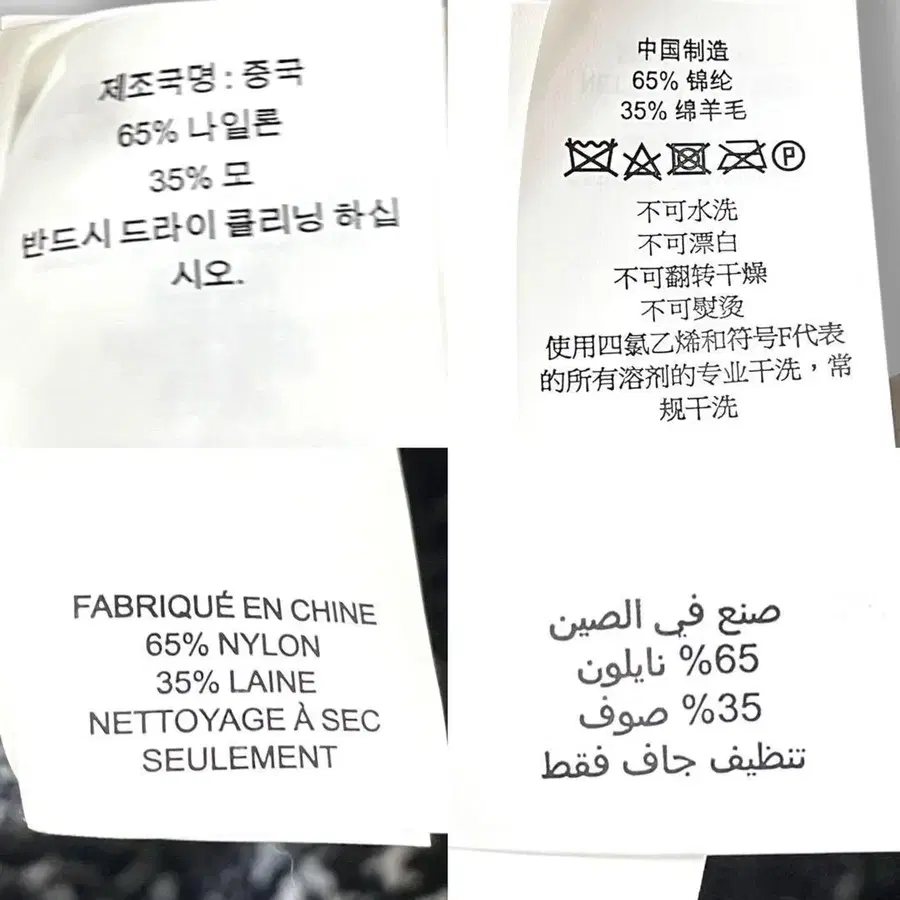 제조국명 : 중국
65% 나일론
35% 모
반드시 드라이 클리닝 하십
시오.
中国制造
65% 锦纶
35% 绵羊毛
P
不可水洗
不可漂白
不可翻转干燥
不可熨烫
使用四氯乙烯和符号F代表
的所有溶剂的专业干洗，常
规干洗
FABRIQUÉ EN CHINE
65% NYLON
35% LAINE
NETTOYAGE À SEC
SEULEMENT
صنع في الصين
65% نايلون
35% صوف
تنظيف جاف فقط